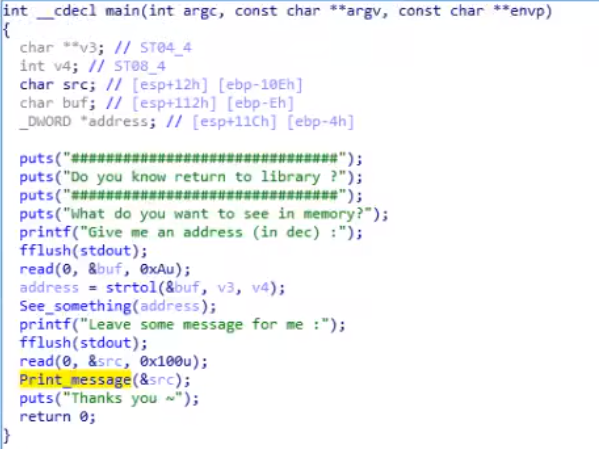 int __cdecl main(int argc, const char **argv, const char **envp)
{
char **v3; // ST04_4
int v4; // ST08_4
char src; // [esp+12h] [ebp-10Eh]
char buf; // [esp+112h] [ebp-Eh]
_DWORD *address; // [esp+11Ch] [ebp-4h]
puts("###############################");
puts("Do you know return to library ?");
puts("###############################");
puts("What do you want to see in memory?");
printf("Give me an address (in dec) :");
fflush(stdout);
read(0, &buf, 0xAu);
address = strtol(&buf, v3, v4);
See_something(address);
printf("Leave some message for me :");
fflush(stdout);
read(0, &src, 0x100u);
Print_message(&src);
puts("Thanks you ~");
return 0;
}